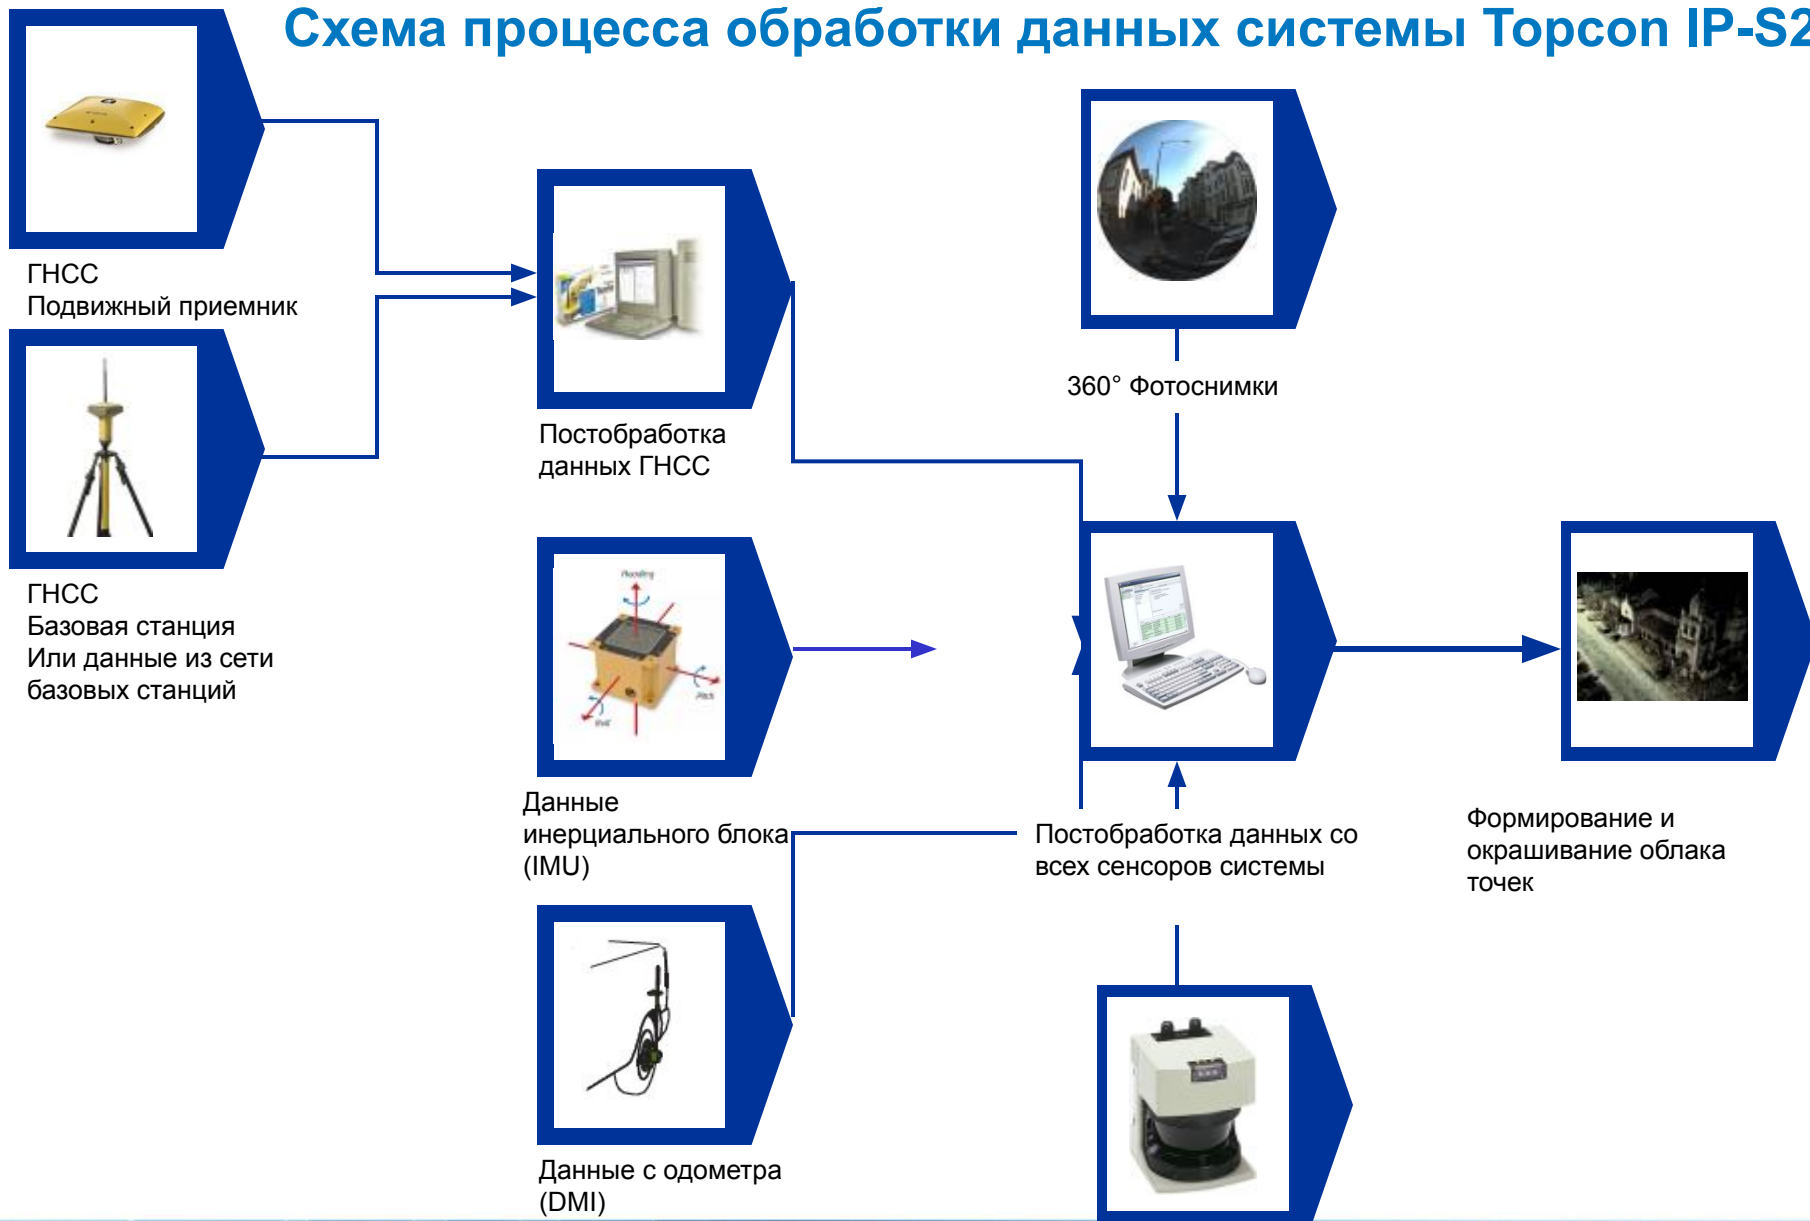 Схема процесса обработки данных системы Topcon IP-S2
ГНСС
Подвижный приемник
ГНСС
Базовая станция
Или данные из сети
базовых станций
Постобработка
данных ГНСС
360° Фотоснимки
Данные
инерциального блока
(IMU)
Постобработка данных со
всех сенсоров системы
Формирование и
окрашивание облака
точек
Данные с одометра
(DMI)